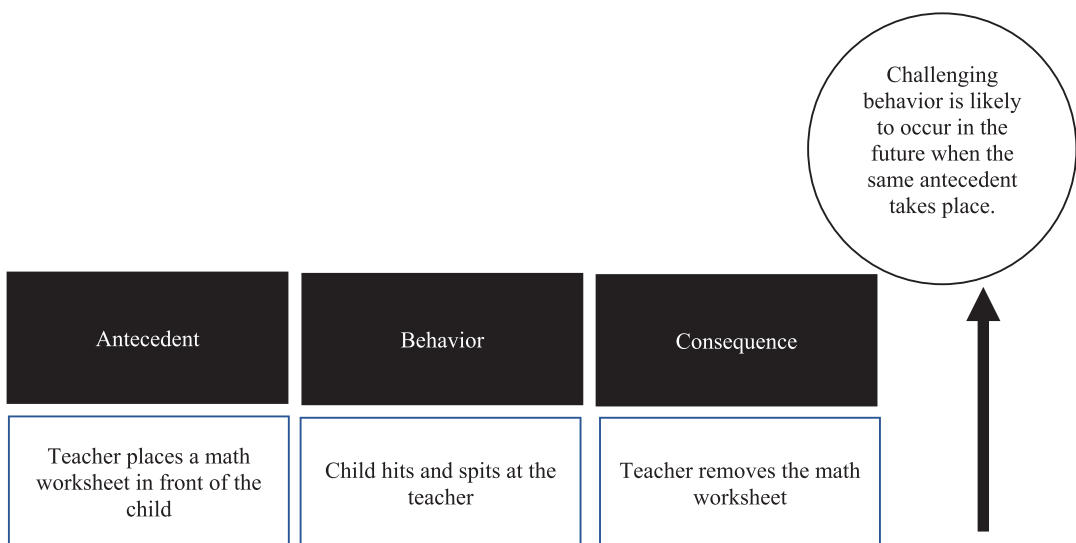 Challenging
behavior is likely
to occur in the
future when the
same antecedent
takes place.
Antecedent
Behavior
Consequence
Teacher places a math
worksheet in front of the
child
Child hits and spits at the
teacher
Teacher removes the math
worksheet